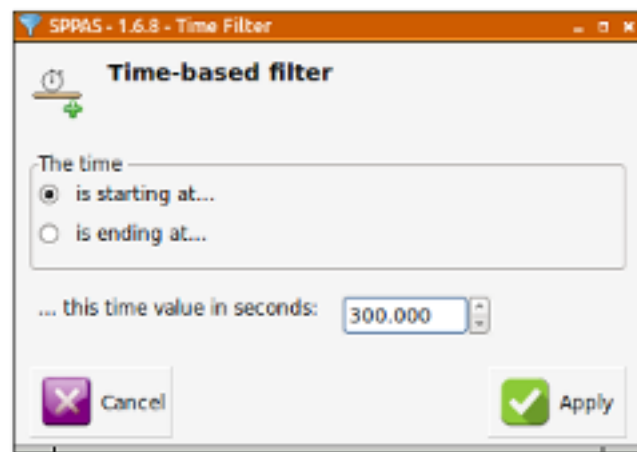 SPPAS - 1.6.8 - Time Filter
Time-based filter
The time
is starting at...
is ending at...
... this time value in seconds: 300.000
Cancel Apply